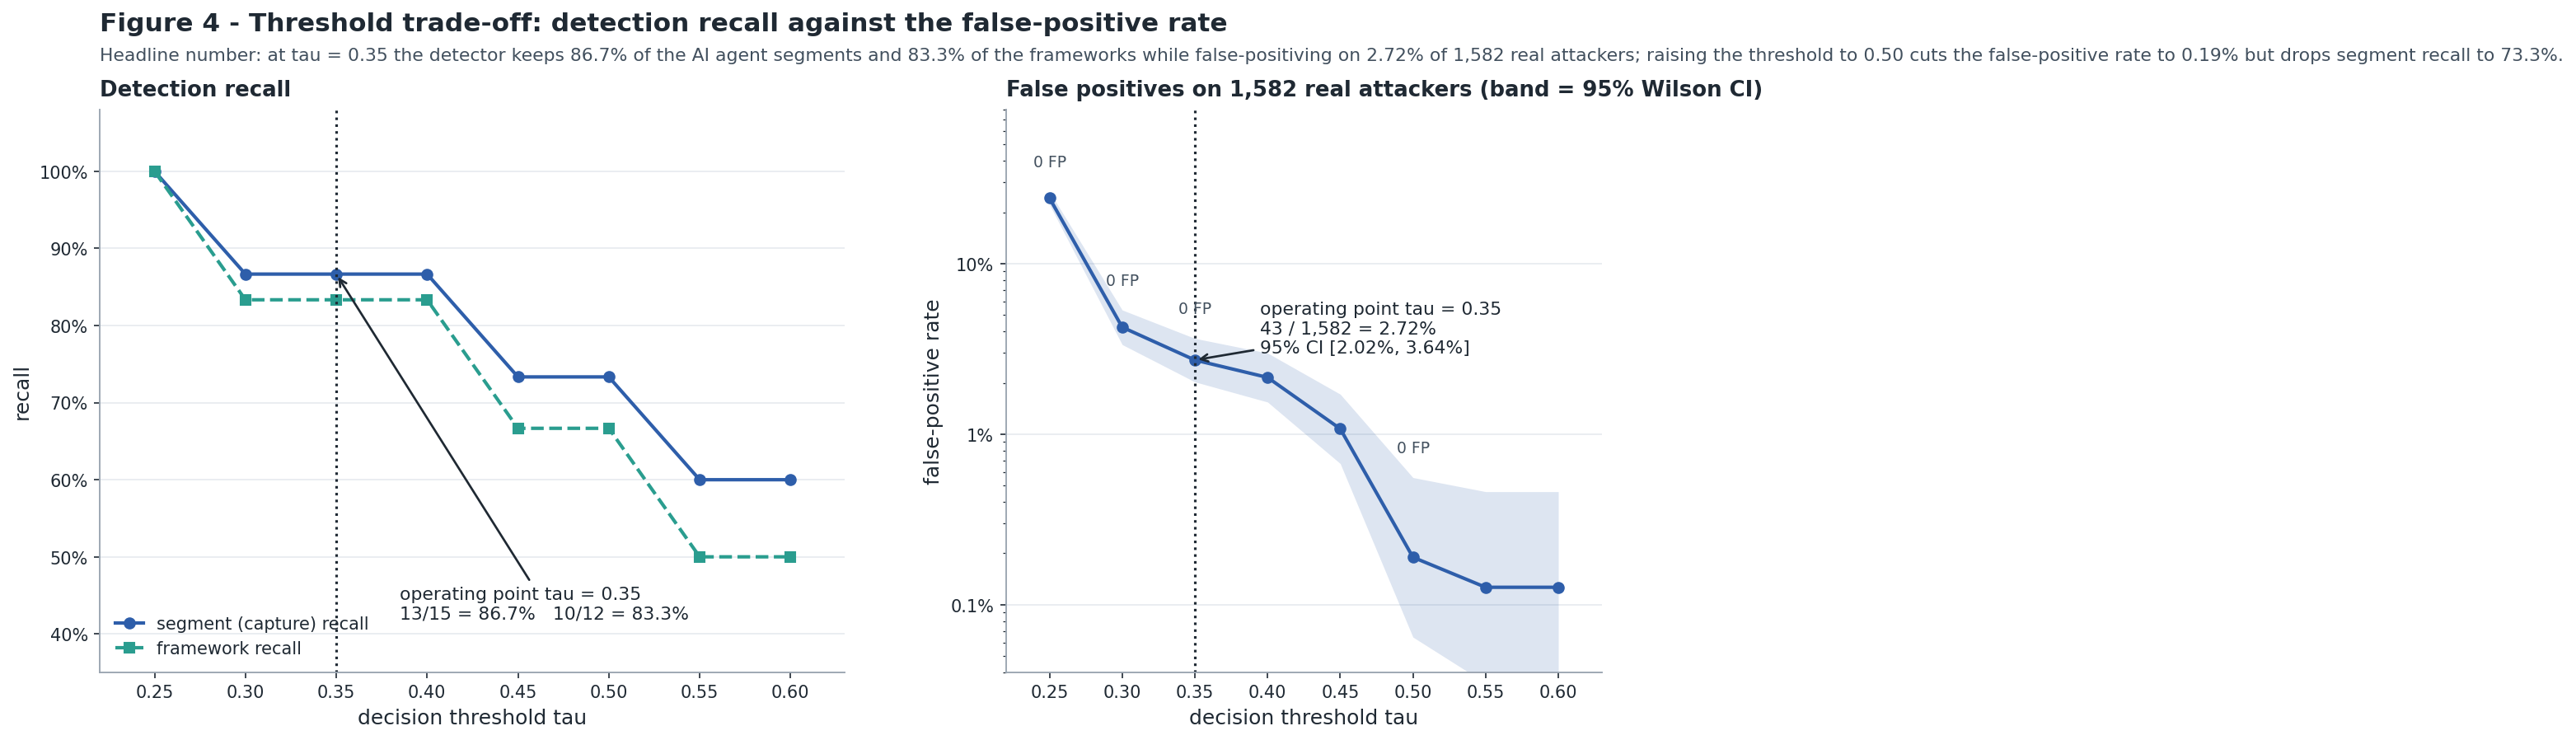 Figure 4 - Threshold trade-off: detection recall against the false-positive rate
Headline number: at tau = 0.35 the detector keeps 86.7% of the AI agent segments and 83.3% of the frameworks while false-positiving on 2.72% of 1,582 real attackers; raising the threshold to 0.50 cuts the false-positive rate to 0.19% but drops segment recall to 73.3%.
Detection recall
100%
90%
80%
70%
60%
50%
40%
recall
operating point tau = 0.35
13/15 = 86.7%   10/12 = 83.3%
segment (capture) recall
framework recall
0.25 0.30 0.35 0.40 0.45 0.50 0.55 0.60
decision threshold tau
False positives on 1,582 real attackers (band = 95% Wilson CI)
10%
1%
0.1%
false-positive rate
0 FP
0 FP
0 FP
operating point tau = 0.35
43 / 1,582 = 2.72%
95% CI [2.02%, 3.64%]
0 FP
0.25 0.30 0.35 0.40 0.45 0.50 0.55 0.60
decision threshold tau